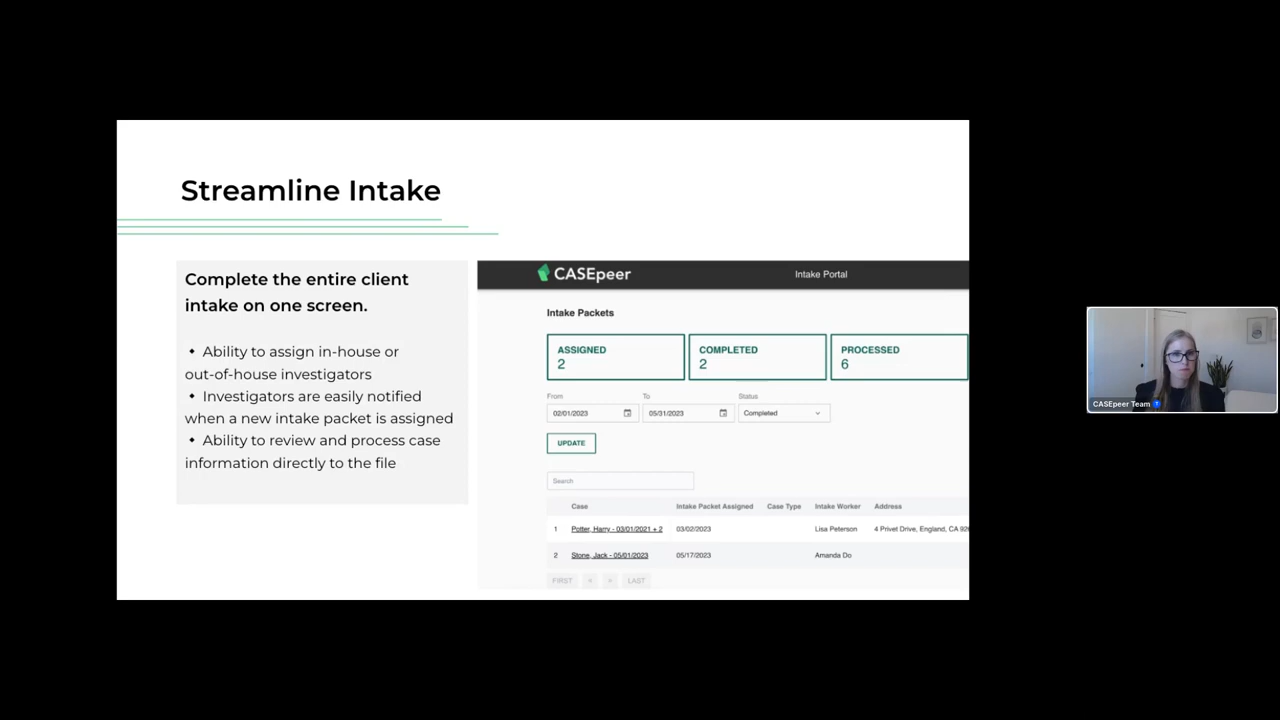 Streamline Intake
Complete the entire client
intake on one screen.
Ability to assign in-house or
out-of-house investigators
Investigators are easily notified
when a new intake packet is assigned
Ability to review and process case
information directly to the file
CASEpeer
Intake Portal
Intake Packets
ASSIGNED
2
COMPLETED
2
PROCESSED
6
From To Status
02/01/2023 05/31/2023 Completed
UPDATE
Search
Case Intake Packet Assigned Case Type Intake Worker Address
1 Potter, Harry - 03/01/2021 + 2 03/02/2023 Lisa Peterson 4 Privet Drive, England, CA
2 Stone, Jack - 05/01/2023 05/17/2023 Amanda Do
FIRST « » LAST
CASEpeer Team